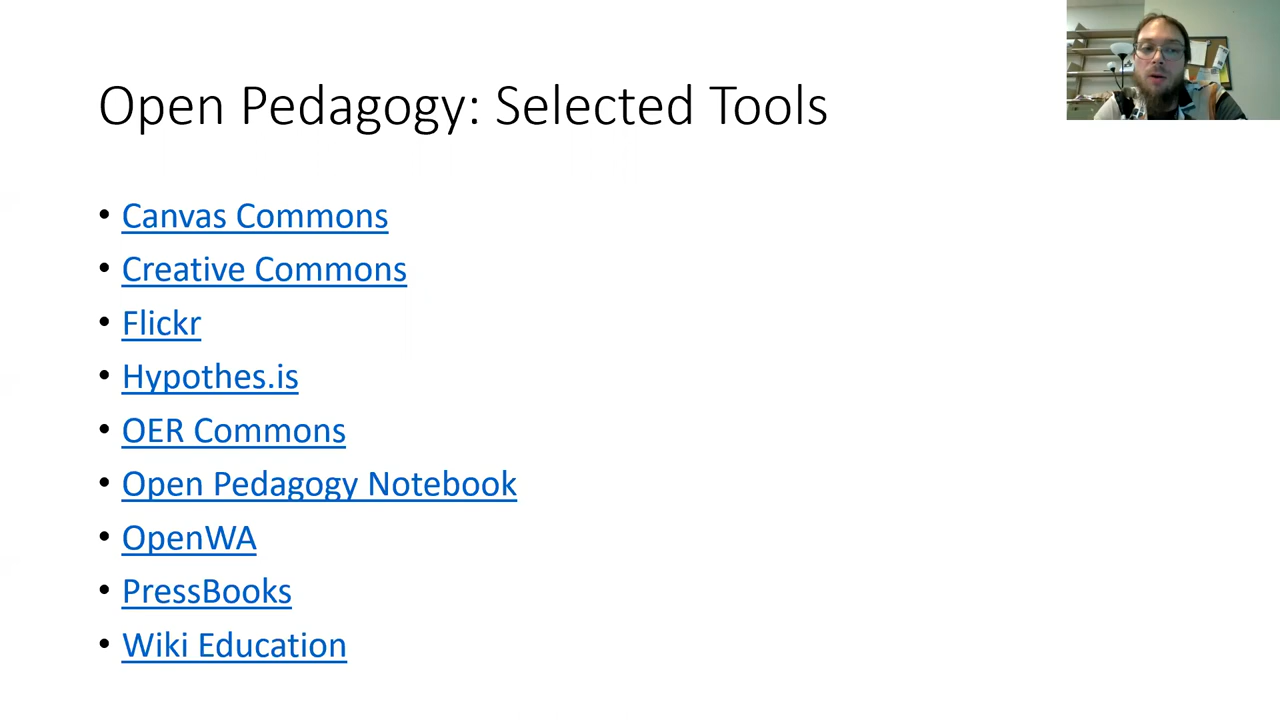 Open Pedagogy: Selected Tools
• Canvas Commons
• Creative Commons
• Flickr
• Hypothes.is
• OER Commons
• Open Pedagogy Notebook
• OpenWA
• PressBooks
• Wiki Education